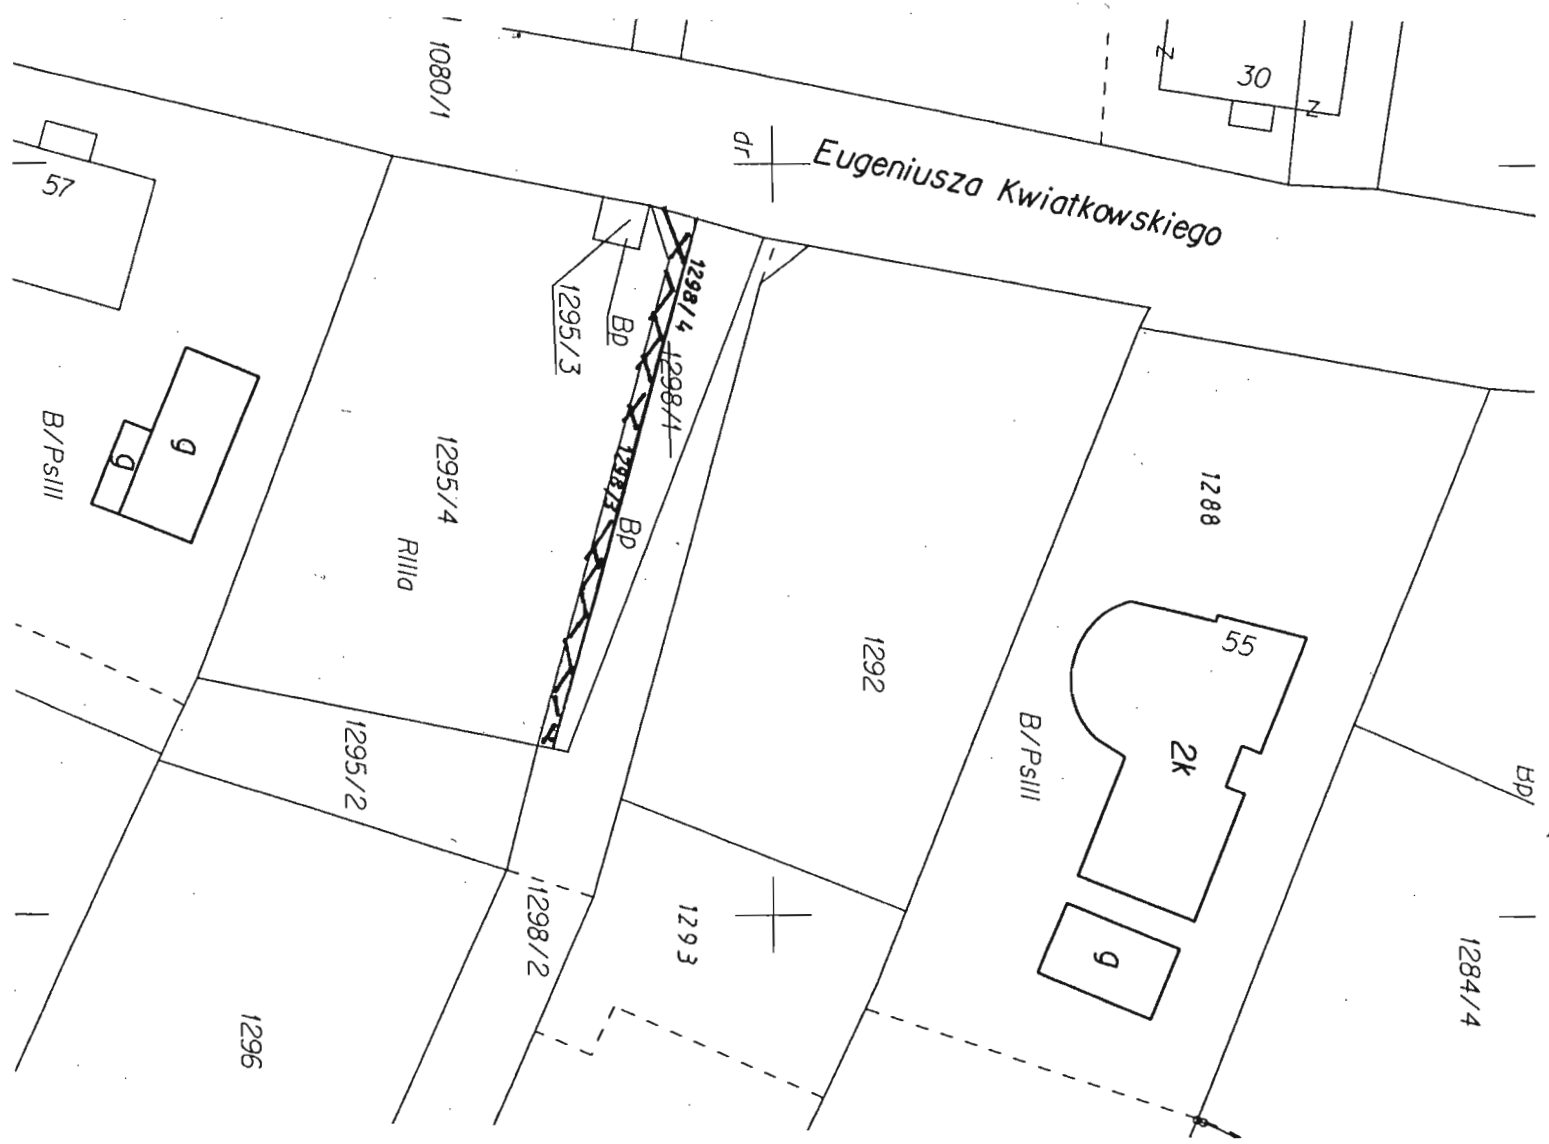 1080/1
30
Z
Z
dr
Eugeniusza Kwiatkowskiego
57
1295/3
Bp
1298/4
1298/1
B/PsIII
g
g
1295/4
RIIIa
1298/3
Bp
1288
1292
55
B/PsIII
2k
Bp
1295/2
1298/2
1293
g
1284/4
1296